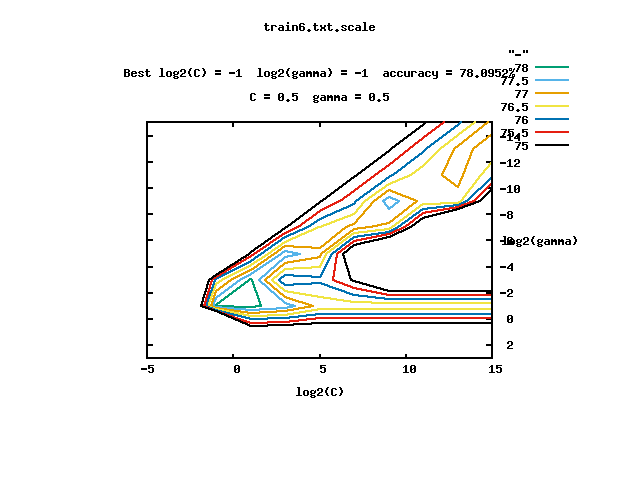 train6.txt.scale
"-"
Best log2(C) = -1 log2(gamma) = -1 accuracy = 78.0952%
78
77.5
C = 0.5 gamma = 0.5
77
76.5
76
75.5
75
-14
-12
-10
-8
-6
log2(gamma)
-4
-2
0
2
-5 0 5 10 15
log2(C)